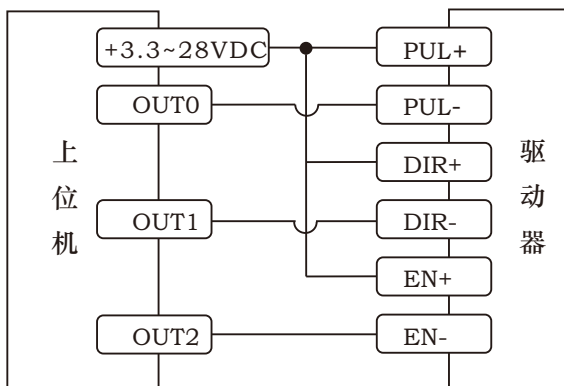 +3.3~28VDC
PUL+
OUT0
PUL-
上位机
DIR+
驱动器
OUT1
DIR-
EN+
OUT2
EN-